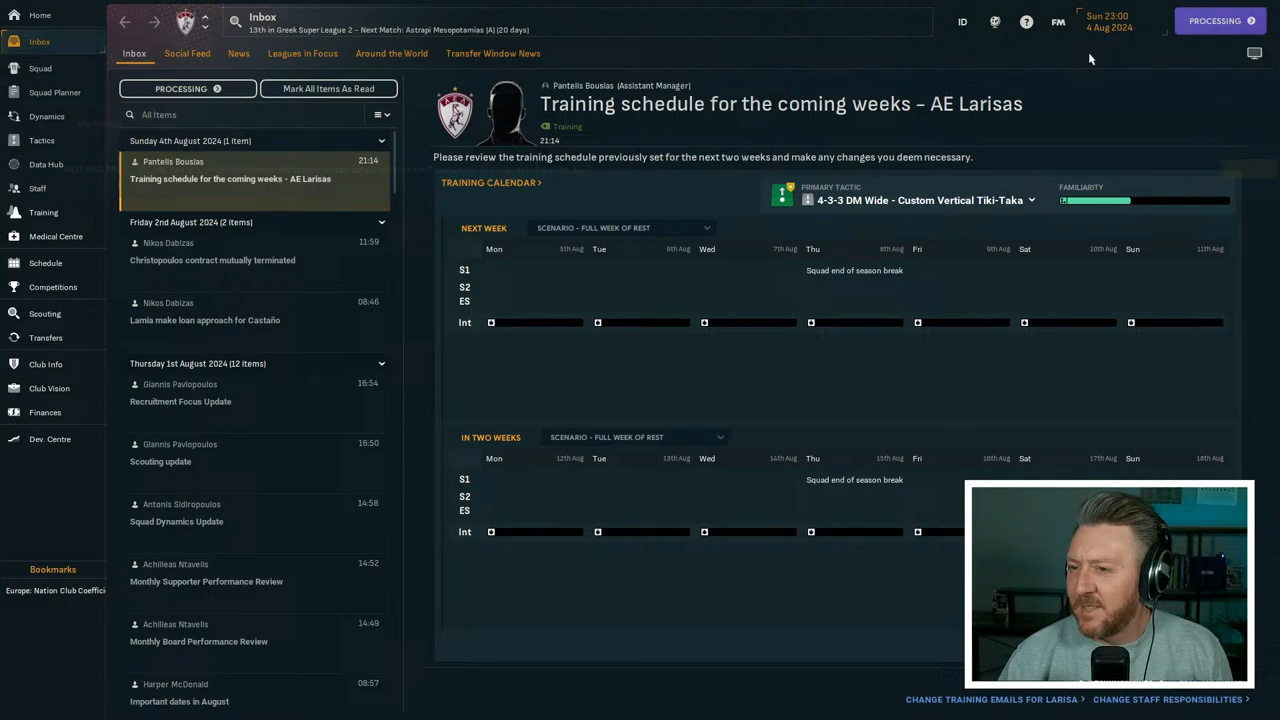 Home
Inbox
Squad
Squad Planner
Dynamics
Tactics
Data Hub
Staff
Training
Medical Centre
Schedule
Competitions
Scouting
Transfers
Club Info
Club Vision
Finances
Dev. Centre
Bookmarks
Europe: Nation Club Coeffici
Inbox
13th in Greek Super League 2 - Next Match: Astrapi Mesopotamias (A) (20 days)
ID
FM
Sun 23:00
4 Aug 2024
PROCESSING
Inbox
Social Feed
News
Leagues in Focus
Around the World
Transfer Window News
PROCESSING
Mark All Items As Read
All Items
Sunday 4th August 2024 (1 item)
Pantelis Bousias
21:14
Training schedule for the coming weeks - AE Larisas
Friday 2nd August 2024 (2 items)
Nikos Dabizas
11:59
Christopoulos contract mutually terminated
Nikos Dabizas
08:46
Lamia make loan approach for Castaño
Thursday 1st August 2024 (12 items)
Giannis Pavlopoulos
16:54
Recruitment Focus Update
Giannis Pavlopoulos
16:50
Scouting update
Antonis Sidiropoulos
14:58
Squad Dynamics Update
Achilleas Ntavelis
14:52
Monthly Supporter Performance Review
Achilleas Ntavelis
14:49
Monthly Board Performance Review
Harper McDonald
08:57
Important dates in August
Pantelis Bousias (Assistant Manager)
Training schedule for the coming weeks - AE Larisas
Training
21:14
Please review the training schedule previously set for the next two weeks and make any changes you deem necessary.
TRAINING CALENDAR >
PRIMARY TACTIC
4-3-3 DM Wide - Custom Vertical Tiki-Taka
FAMILIARITY
NEXT WEEK
SCENARIO - FULL WEEK OF REST
Mon 5th Aug Tue 6th Aug Wed 7th Aug Thu 8th Aug Fri 9th Aug Sat 10th Aug Sun 11th Aug
S1 Squad end of season break
S2
ES
Int
IN TWO WEEKS
SCENARIO - FULL WEEK OF REST
Mon 12th Aug Tue 13th Aug Wed 14th Aug Thu 15th Aug Fri 16th Aug Sat 17th Aug Sun 18th Aug
S1 Squad end of season break
S2
ES
Int
CHANGE TRAINING EMAILS FOR LARISA >
CHANGE STAFF RESPONSIBILITIES >